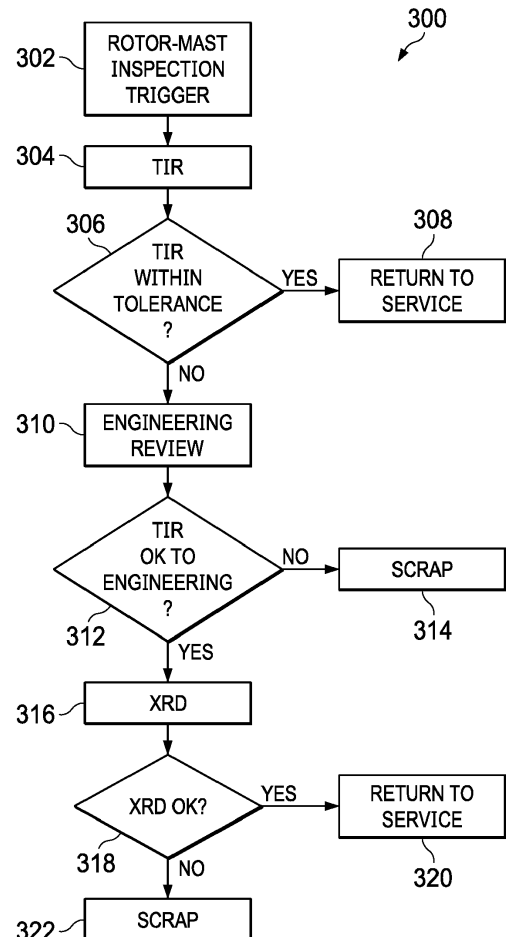 300
302
ROTOR-MAST
INSPECTION
TRIGGER
304
TIR
306
TIR
WITHIN
TOLERANCE
?
YES
308
RETURN TO
SERVICE
NO
310
ENGINEERING
REVIEW
TIR
OK TO
ENGINEERING
?
312
NO
SCRAP
314
YES
316
XRD
XRD OK?
318
YES
RETURN TO
SERVICE
320
NO
322
SCRAP